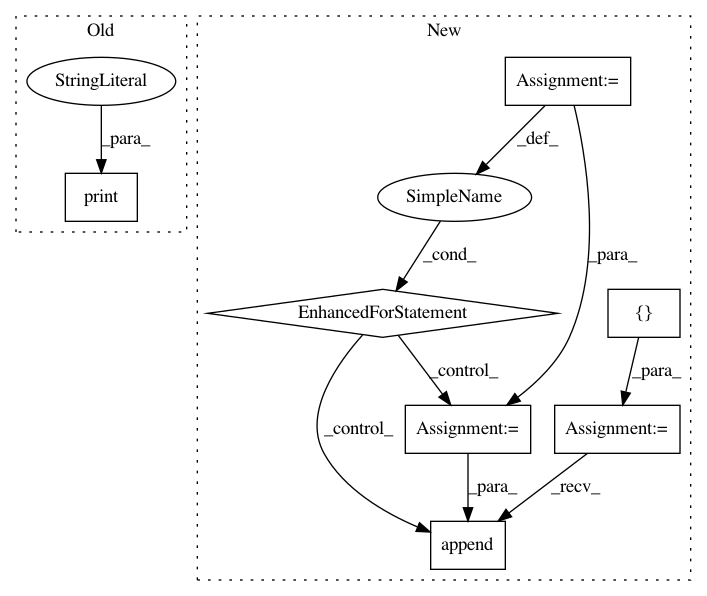 Old
New
StringLiteral
Assignment:=
_para_
_def_
print
SimpleName
_cond_
_para_
EnhancedForStatement
{}
_control_
_para_
_control_
Assignment:=
Assignment:=
_para_
_recv_
append